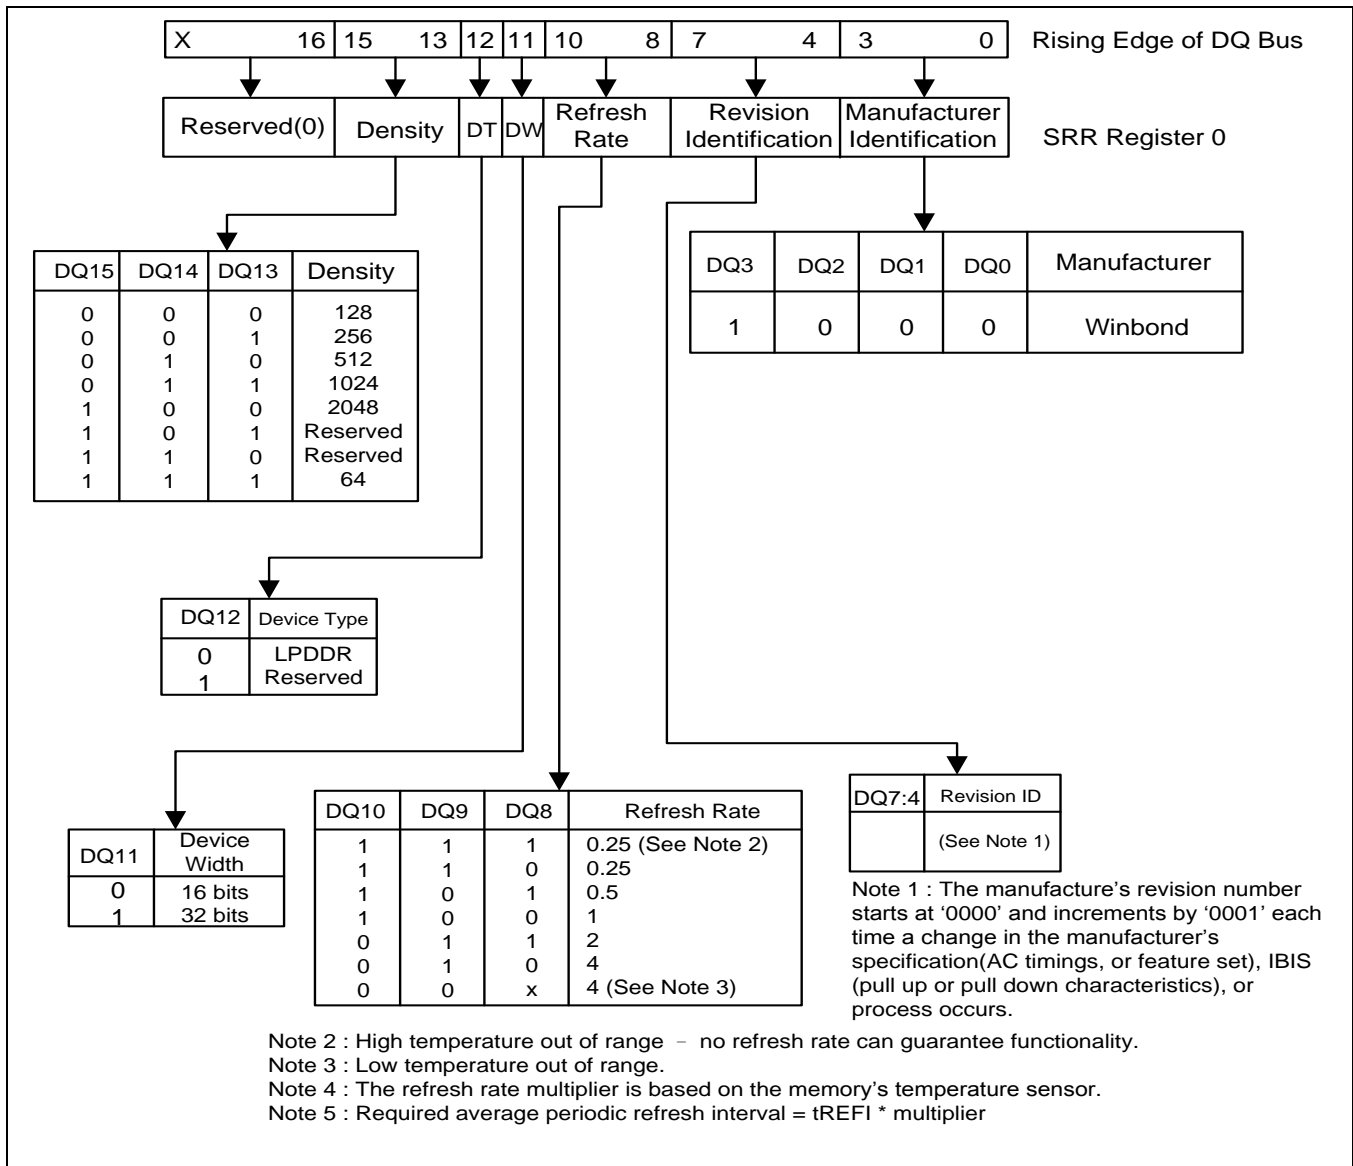 X 16 15 13 12 11 10 8 7 4 3 0 Rising Edge of DQ Bus
Reserved(0) Density DT DW Refresh Rate Revision Identification Manufacturer Identification SRR Register 0
DQ15 DQ14 DQ13 Density
0 0 0 128
0 0 1 256
0 1 0 512
0 1 1 1024
1 0 0 2048
1 0 1 Reserved
1 1 0 Reserved
1 1 1 64
DQ3 DQ2 DQ1 DQ0 Manufacturer
1 0 0 0 Winbond
DQ12 Device Type
0 LPDDR
1 Reserved
DQ11 Device Width
0 16 bits
1 32 bits
DQ10 DQ9 DQ8 Refresh Rate
1 1 1 0.25 (See Note 2)
1 1 0 0.25
1 0 1 0.5
1 0 0 1
0 1 1 2
0 1 0 4
0 0 x 4 (See Note 3)
DQ7:4 Revision ID
(See Note 1)
Note 1 : The manufacture's revision number
starts at ‘0000’ and increments by ‘0001’ each
time a change in the manufacturer's
specification(AC timings, or feature set), IBIS
(pull up or pull down characteristics), or
process occurs.
Note 2 : High temperature out of range – no refresh rate can guarantee functionality.
Note 3 : Low temperature out of range.
Note 4 : The refresh rate multiplier is based on the memory's temperature sensor.
Note 5 : Required average periodic refresh interval = tREFI * multiplier